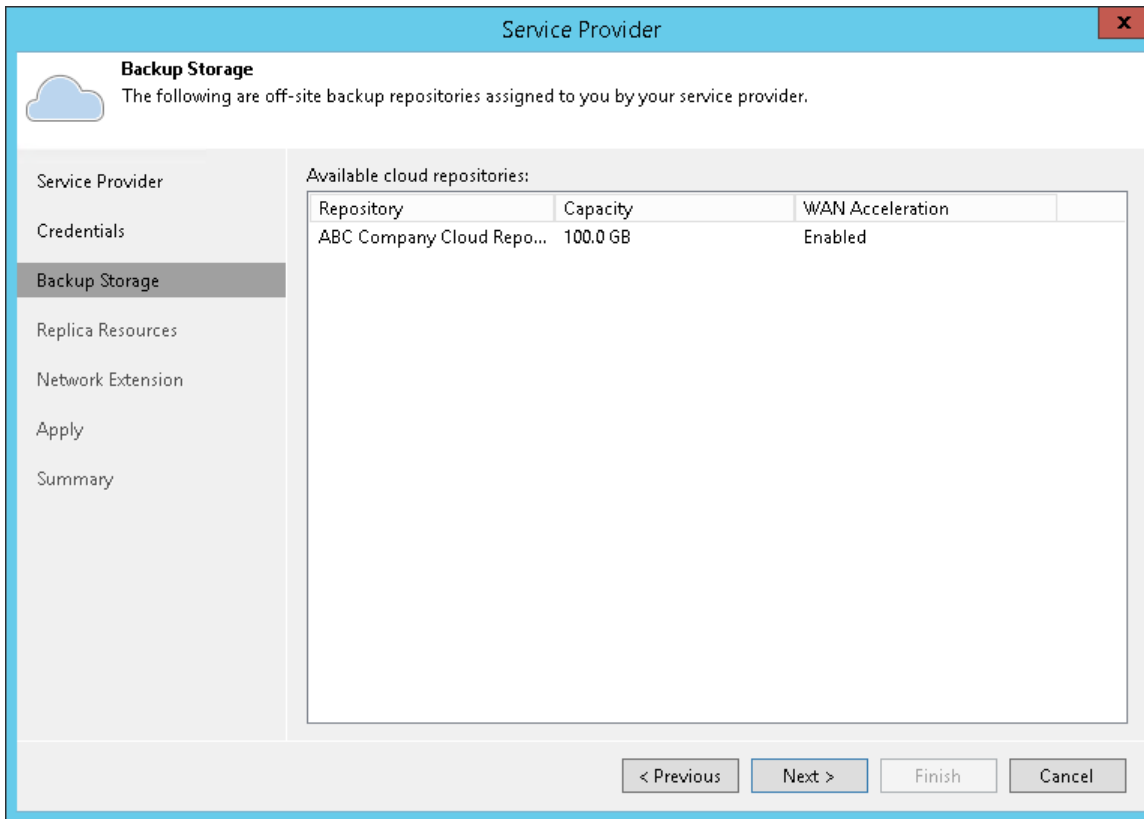 Service Provider
x
Backup Storage
The following are off-site backup repositories assigned to you by your service provider.
Service Provider
Credentials
Backup Storage
Replica Resources
Network Extension
Apply
Summary
Available cloud repositories:
Repository Capacity WAN Acceleration
ABC Company Cloud Repo... 100.0 GB Enabled
< Previous Next > Finish Cancel